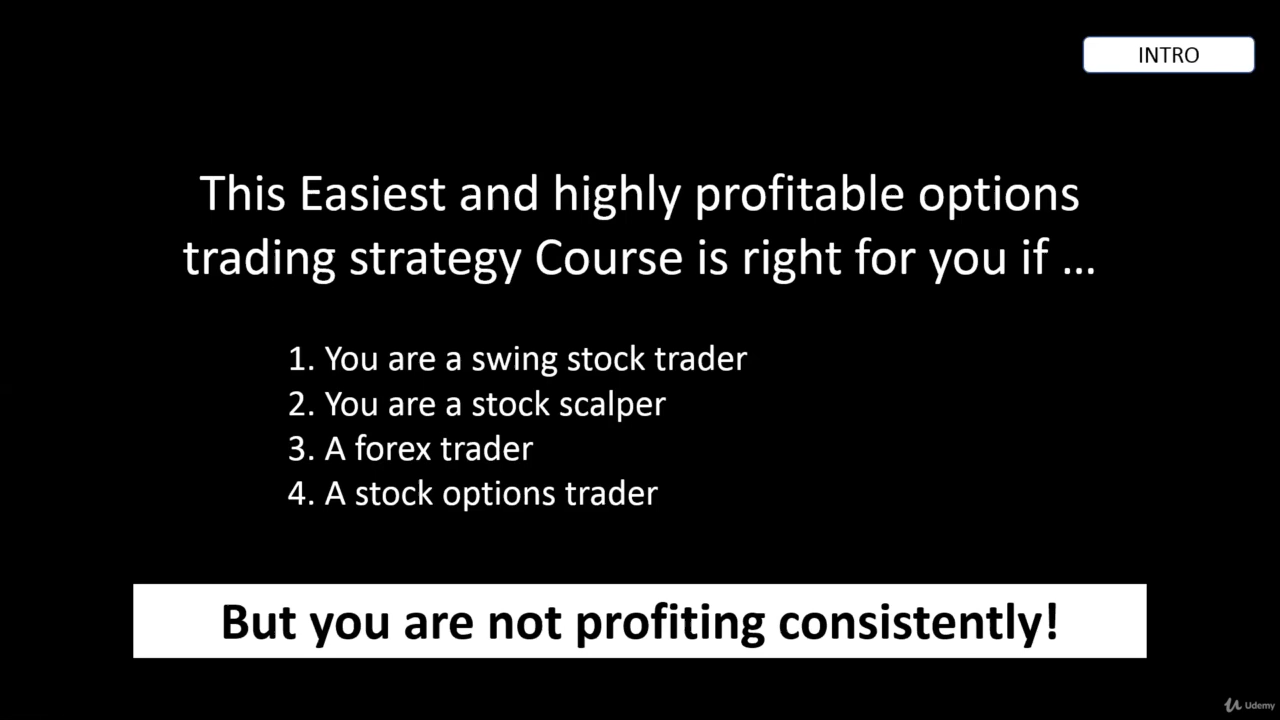 INTRO
This Easiest and highly profitable options
trading strategy Course is right for you if ...
1. You are a swing stock trader
2. You are a stock scalper
3. A forex trader
4. A stock options trader
But you are not profiting consistently!
Udemy